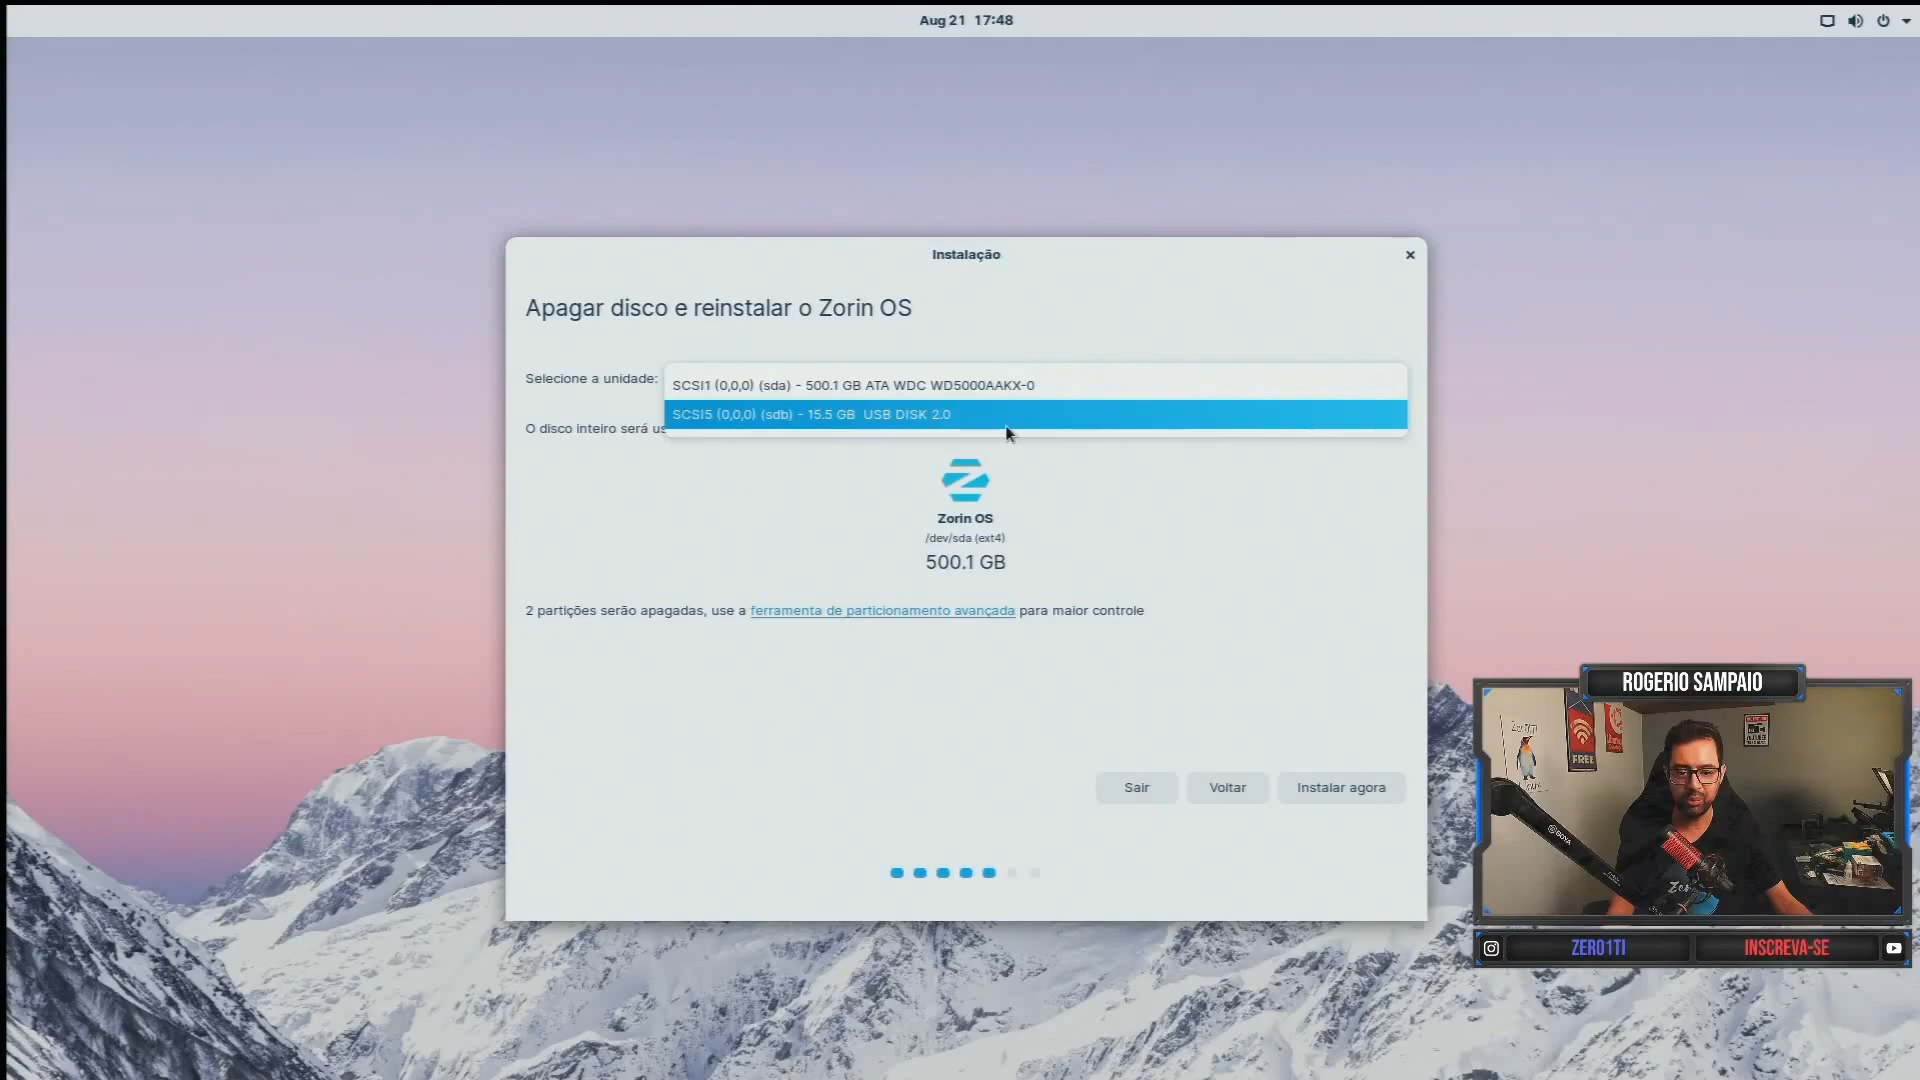 Aug 21 17:48
Instalação
Apagar disco e reinstalar o Zorin OS
Selecione a unidade:
SCSI1 (0,0,0) (sda) - 500.1 GB ATA WDC WD5000AAKX-0
SCSI5 (0,0,0) (sdb) - 15.5 GB USB DISK 2.0
O disco inteiro será us
Zorin OS
/dev/sda (ext4)
500.1 GB
2 partições serão apagadas, use a ferramenta de particionamento avançada para maior controle
Sair
Voltar
Instalar agora
ROGERIO SAMPAIO
FREE
BOYA
ZERO1TI
INSCREVA-SE